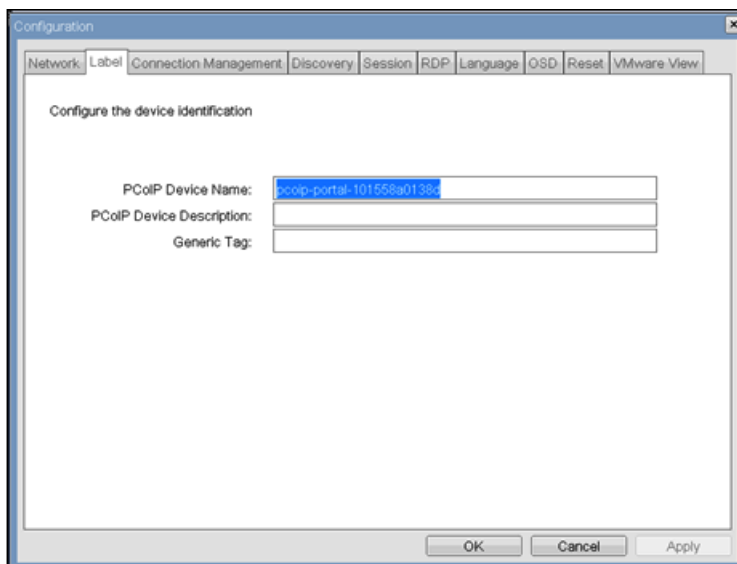 Configuration
Network Label Connection Management Discovery Session RDP Language OSD Reset VMware View
Configure the device identification
PCoIP Device Name: pcoip-portal-101558a0138d
PCoIP Device Description:
Generic Tag:
OK Cancel Apply